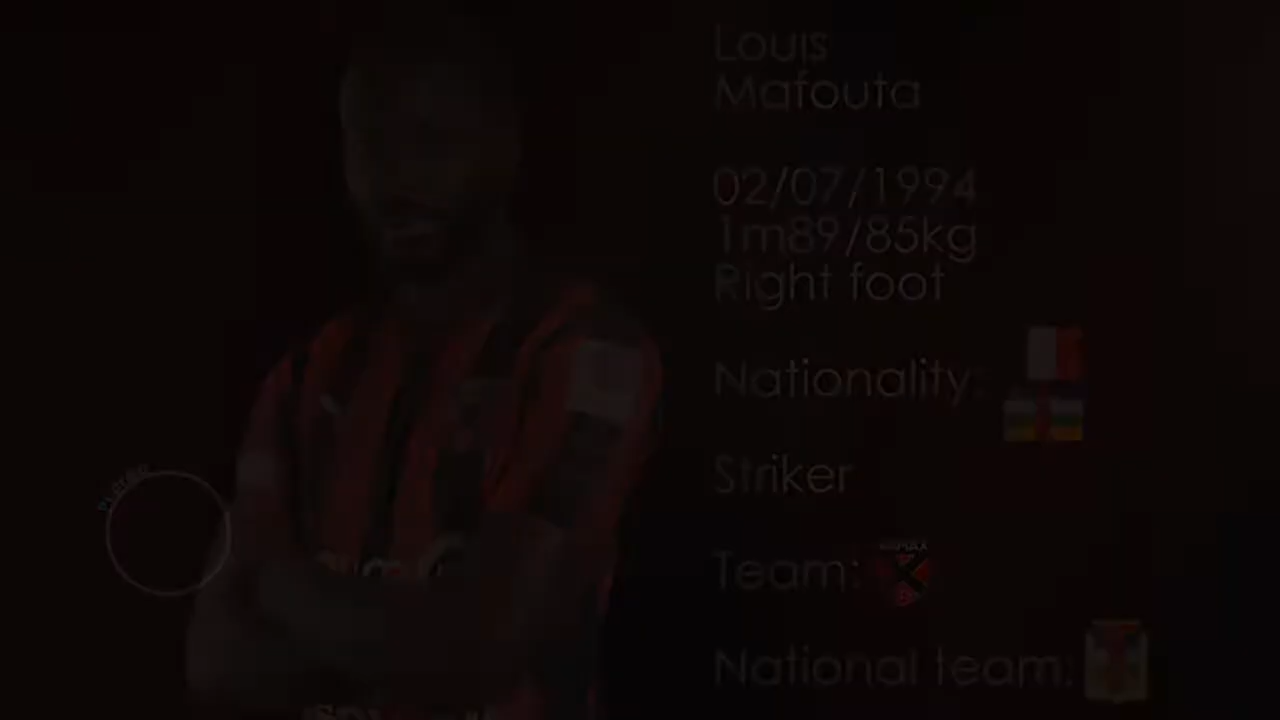 Louis
Mafouta
02/07/1994
1m89/85kg
Right foot
Nationality:
Striker
Team:
National team: